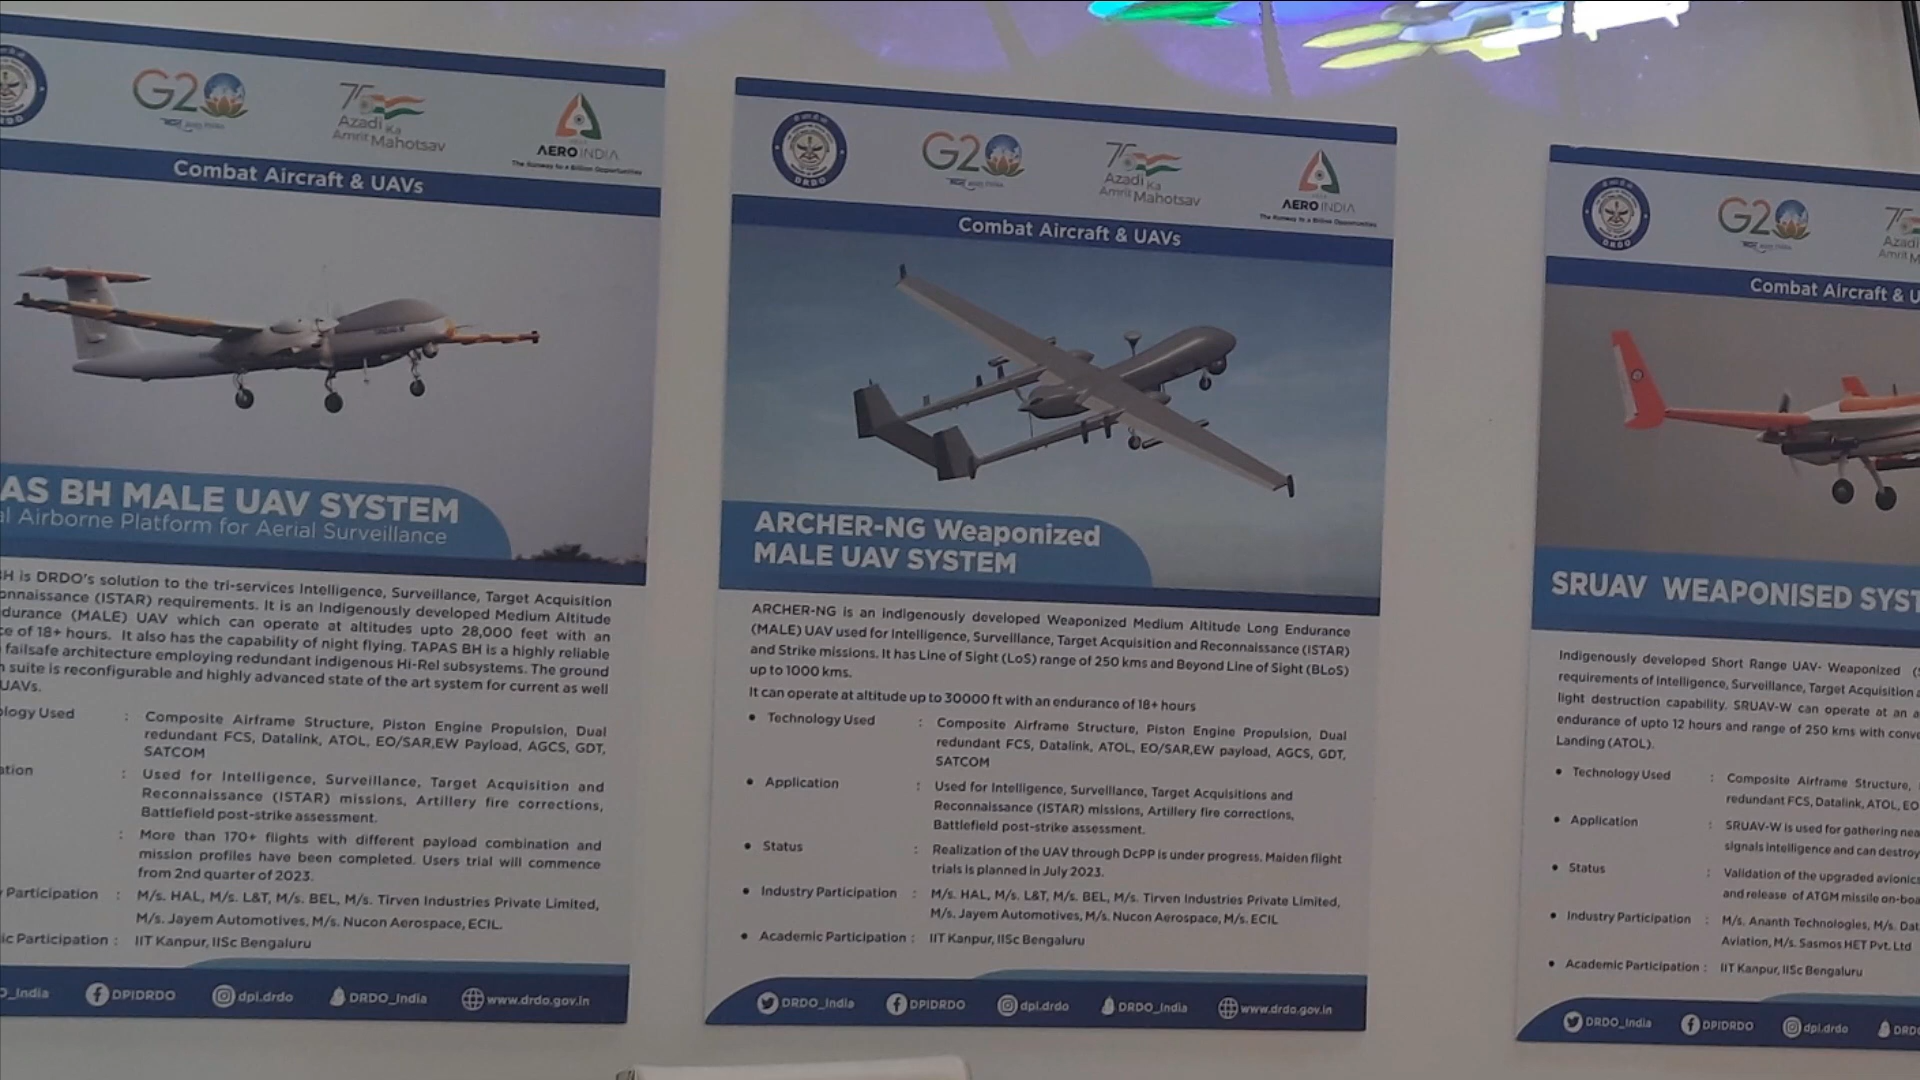 DRDO
G20
75
Azadi Ka
Amrit Mahotsav
AERO INDIA
The Runway to a Billion Opportunities
Combat Aircraft & UAVs
AS BH MALE UAV SYSTEM
al Airborne Platform for Aerial Surveillance
BH is DRDO's solution to the tri-services Intelligence, Surveillance, Target Acquisition
onnaissance (ISTAR) requirements. It is an Indigenously developed Medium Altitude
durance (MALE) UAV which can operate at altitudes upto 28,000 feet with an
ce of 18+ hours. It also has the capability of night flying. TAPAS BH is a highly reliable
failsafe architecture employing redundant indigenous Hi-Rel subsystems. The ground
n suite is reconfigurable and highly advanced state of the art system for current as well
UAVs.
ology Used : Composite Airframe Structure, Piston Engine Propulsion, Dual
redundant FCS, Datalink, ATOL, EO/SAR,EW Payload, AGCS, GDT,
SATCOM
ation : Used for Intelligence, Surveillance, Target Acquisition and
Reconnaissance (ISTAR) missions, Artillery fire corrections,
Battlefield post-strike assessment.
: More than 170+ flights with different payload combination and
mission profiles have been completed. Users trial will commence
from 2nd quarter of 2023.
y Participation : M/s. HAL, M/s. L&T, M/s. BEL, M/s. Tirven Industries Private Limited,
M/s. Jayem Automotives, M/s. Nucon Aerospace, ECIL.
ic Participation : IIT Kanpur, IISc Bengaluru
O_India DPIDRDO dpi.drdo DRDO_India www.drdo.gov.in
DRDO
G20
75
Azadi Ka
Amrit Mahotsav
AERO INDIA
The Runway to a Billion Opportunities
Combat Aircraft & UAVs
ARCHER-NG Weaponized
MALE UAV SYSTEM
ARCHER-NG is an Indigenously developed Weaponized Medium Altitude Long Endurance
(MALE) UAV used for Intelligence, Surveillance, Target Acquisition and Reconnaissance (ISTAR)
and Strike missions. It has Line of Sight (LoS) range of 250 kms and Beyond Line of Sight (BLoS)
up to 1000 kms.
It can operate at altitude up to 30000 ft with an endurance of 18+ hours
• Technology Used : Composite Airframe Structure, Piston Engine Propulsion, Dual
redundant FCS, Datalink, ATOL, EO/SAR,EW payload, AGCS, GDT,
SATCOM
• Application : Used for Intelligence, Surveillance, Target Acquisitions and
Reconnaissance (ISTAR) missions, Artillery fire corrections,
Battlefield post-strike assessment.
• Status : Realization of the UAV through DcPP is under progress. Maiden flight
trials is planned in July 2023.
• Industry Participation : M/s. HAL, M/s. L&T, M/s. BEL, M/s. Tirven Industries Private Limited,
M/s. Jayem Automotives, M/s. Nucon Aerospace, M/s. ECIL
• Academic Participation : IIT Kanpur, IISc Bengaluru
DRDO_India DPIDRDO dpi.drdo DRDO_India www.drdo.gov.in
DRDO
G20
75
Azadi
Amrit M
Combat Aircraft & U
SRUAV WEAPONISED SYST
Indigenously developed Short Range UAV- Weaponized (S
requirements of Intelligence, Surveillance, Target Acquisition a
light destruction capability. SRUAV-W can operate at an a
endurance of upto 12 hours and range of 250 kms with conve
Landing (ATOL).
• Technology Used : Composite Airframe Structure,
redundant FCS, Datalink, ATOL, EO
• Application : SRUAV-W is used for gathering nea
signals intelligence and can destroy
• Status : Validation of the upgraded avionics
and release of ATGM missile on-boa
• Industry Participation : M/s. Ananth Technologies, M/s. Dat
Aviation, M/s. Sasmos HET Pvt. Ltd
• Academic Participation : IIT Kanpur, IISc Bengaluru
DRDO_India DPIDRDO dpi.drdo DRDO